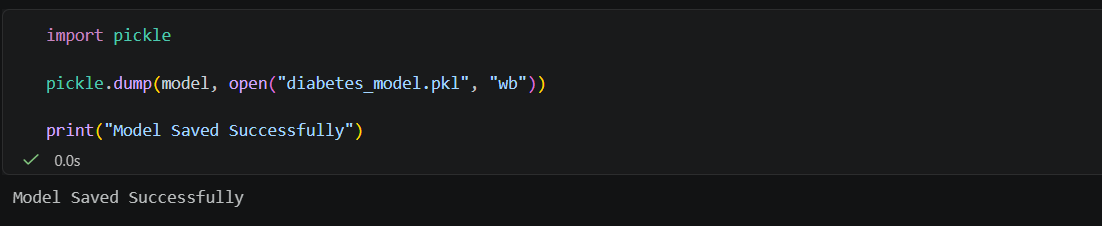 import pickle
pickle.dump(model, open("diabetes_model.pkl", "wb"))
print("Model Saved Successfully")
0.0s
Model Saved Successfully